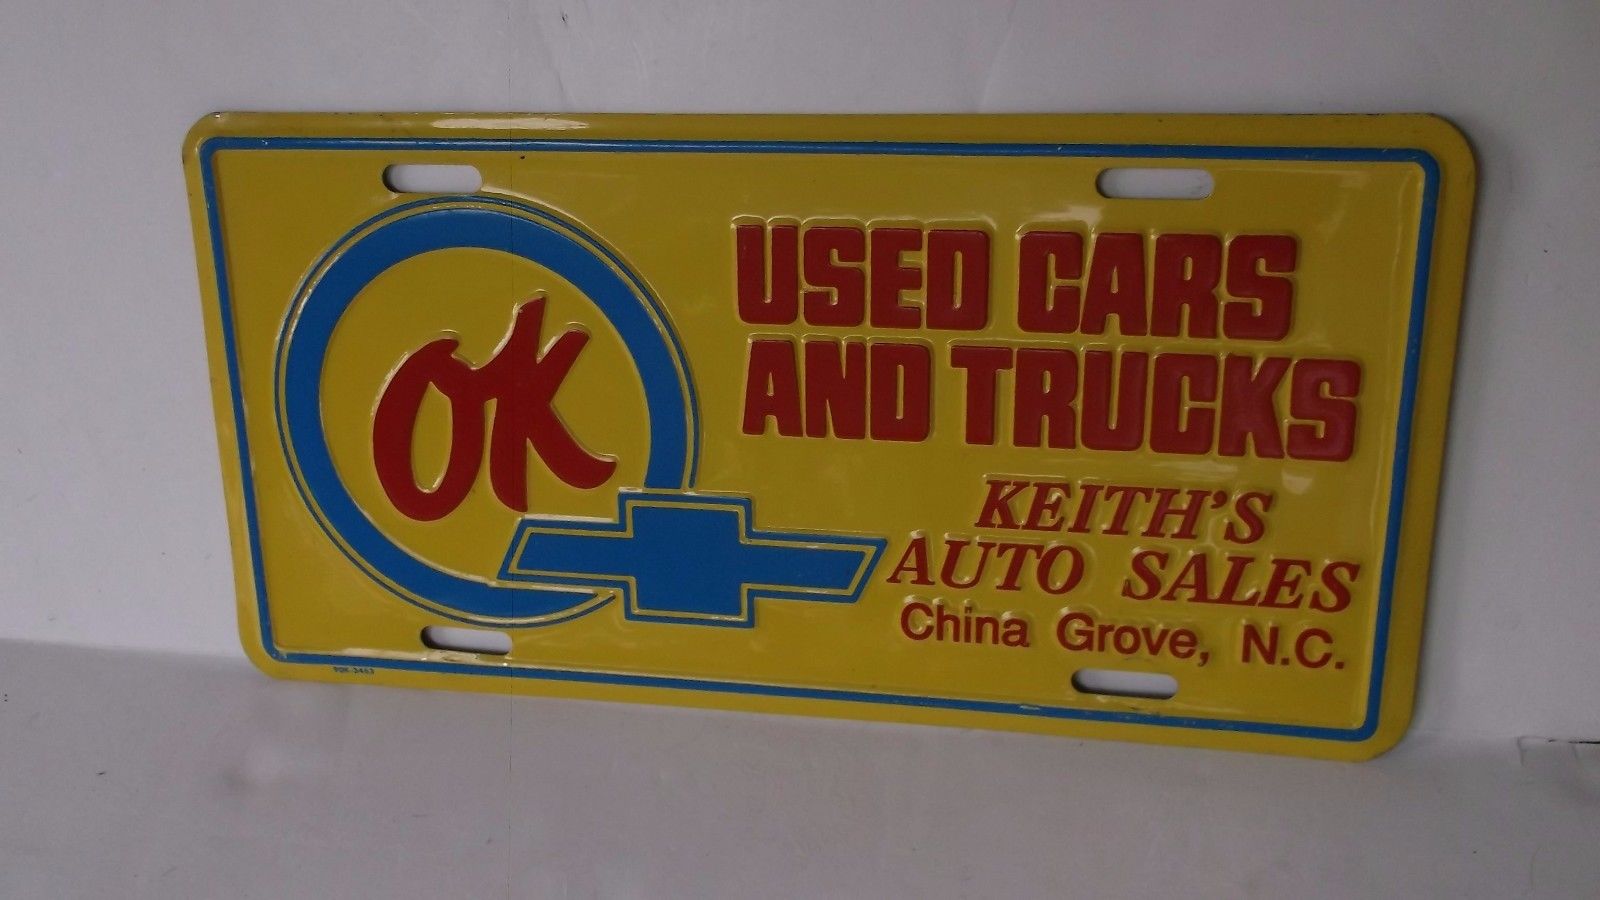 OK
USED CARS
AND TRUCKS
KEITH'S
AUTO SALES
China Grove, N.C.